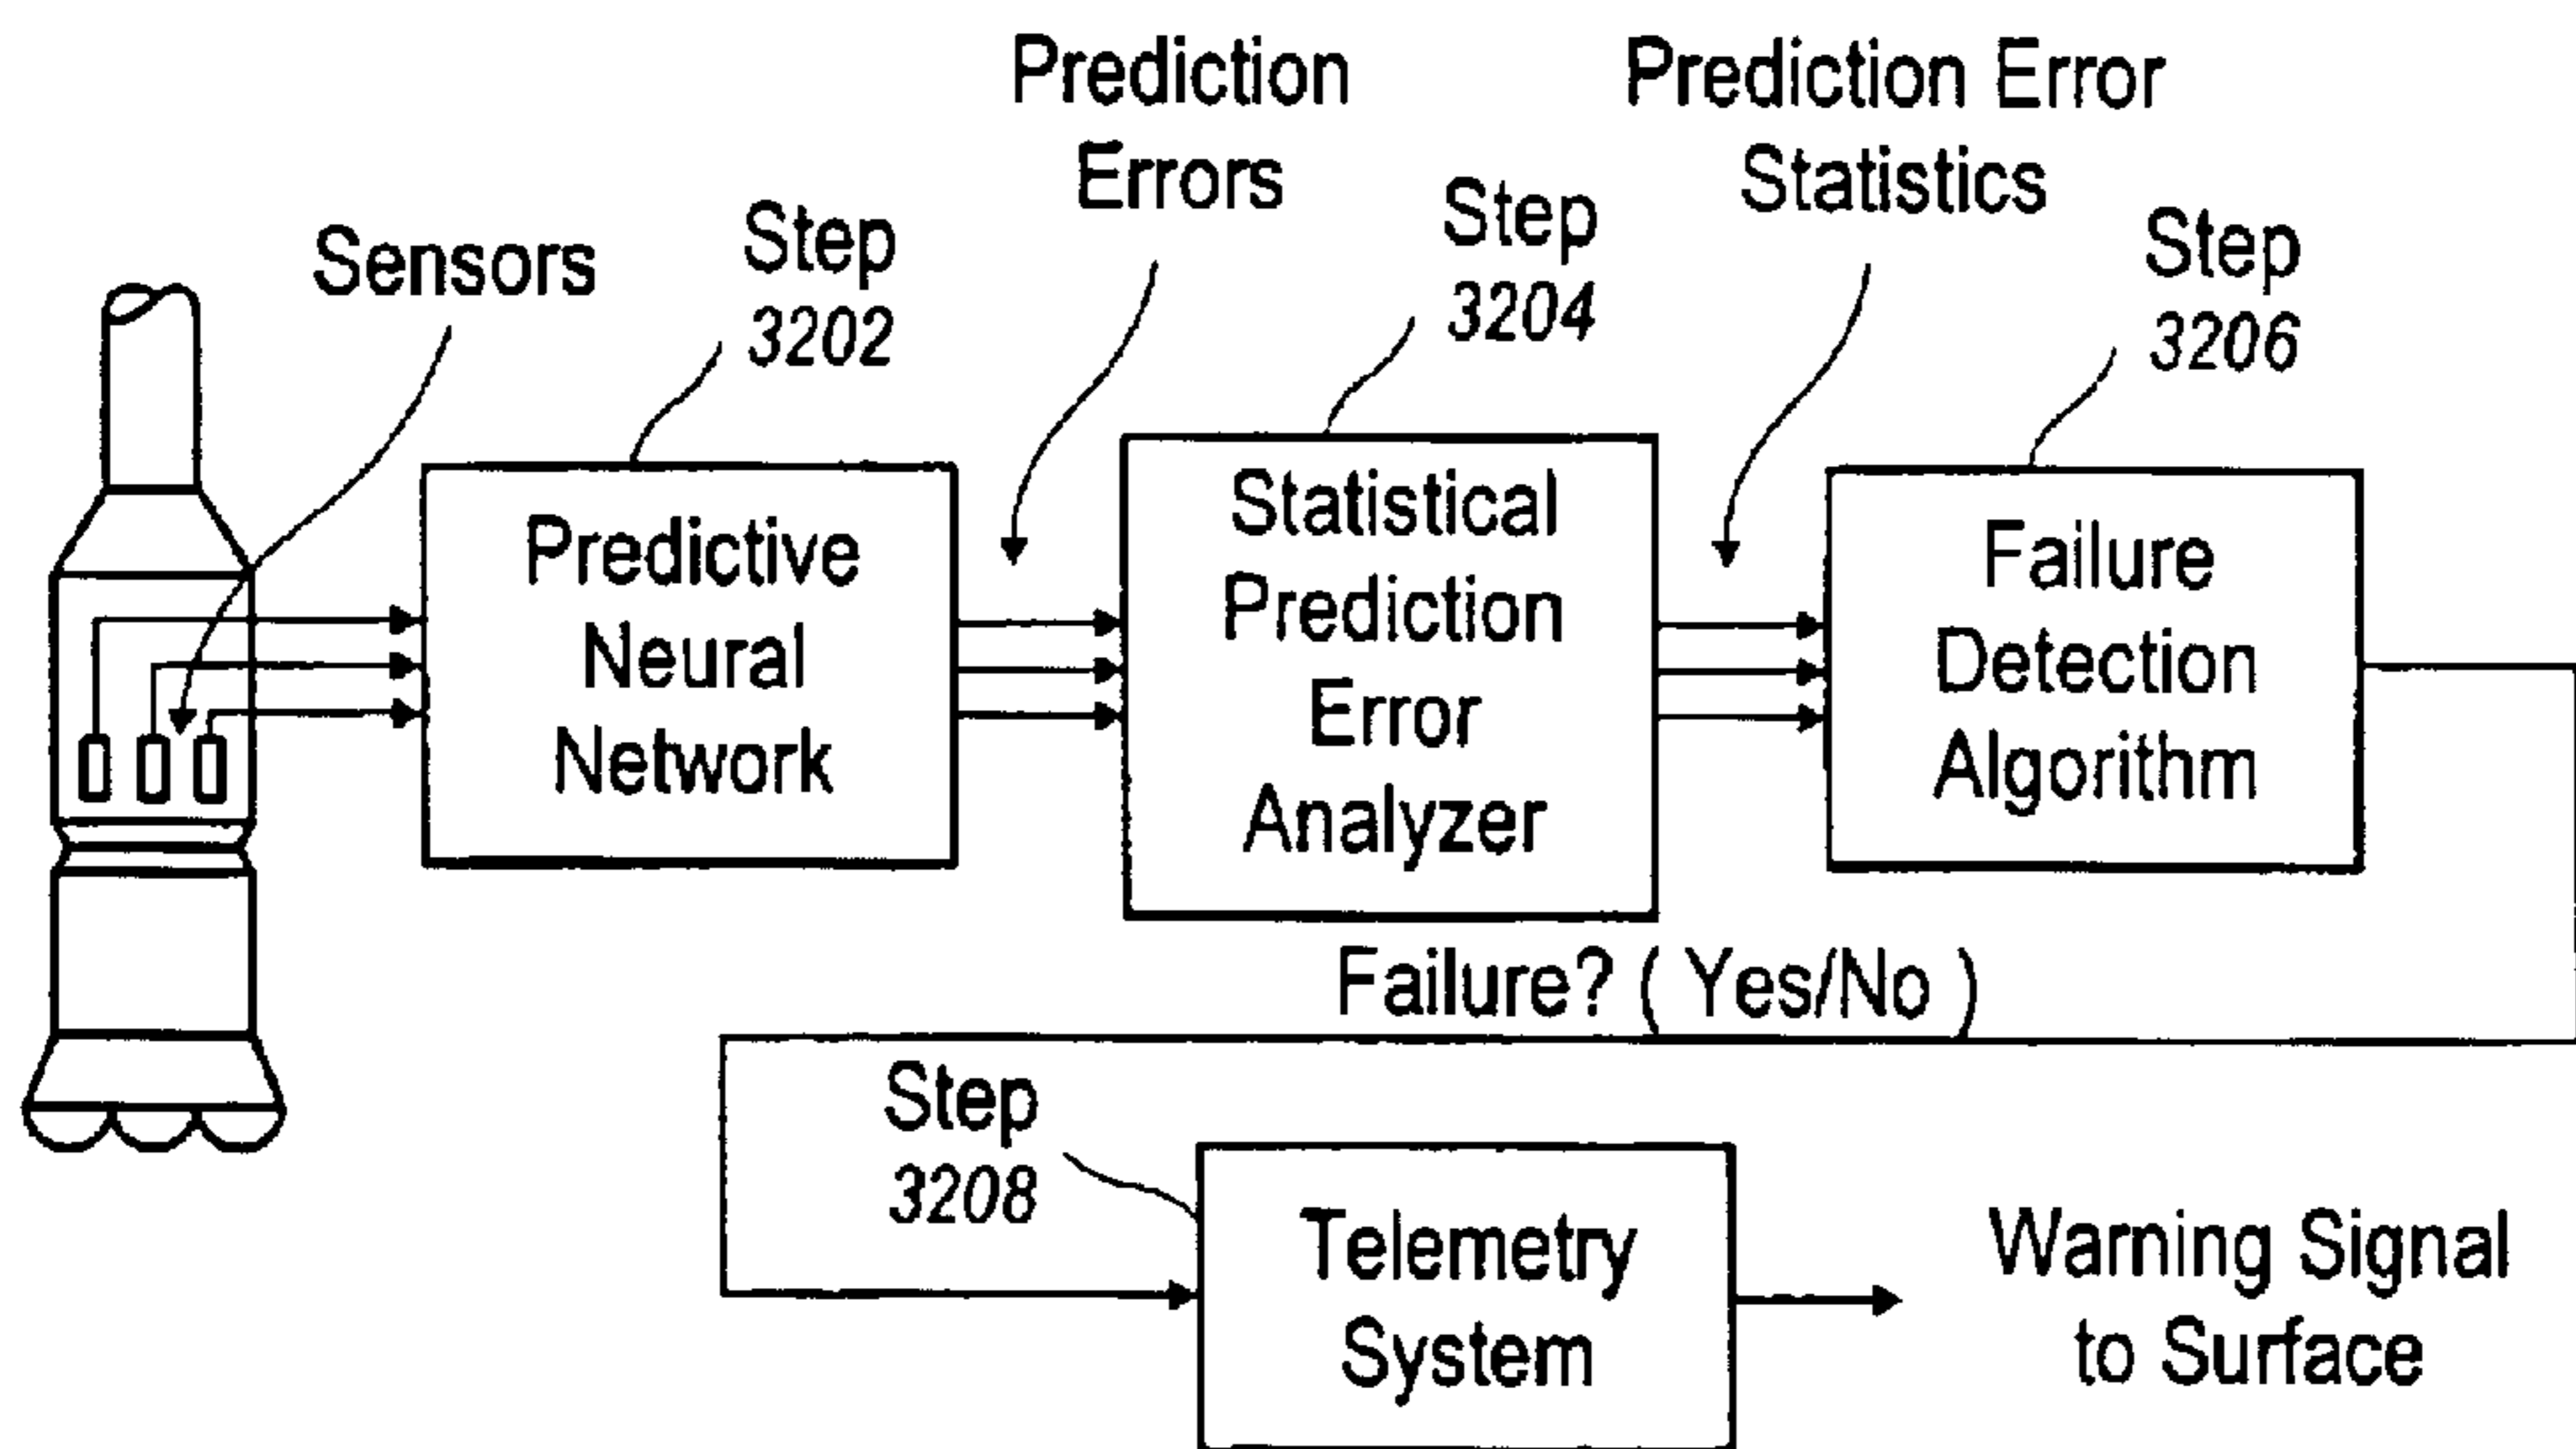 Prediction
Errors
Prediction Error
Statistics
Sensors
Step
3202
Step
3204
Step
3206
Predictive
Neural
Network
Statistical
Prediction
Error
Analyzer
Failure
Detection
Algorithm
Failure? ( Yes/No )
Step
3208
Telemetry
System
Warning Signal
to Surface